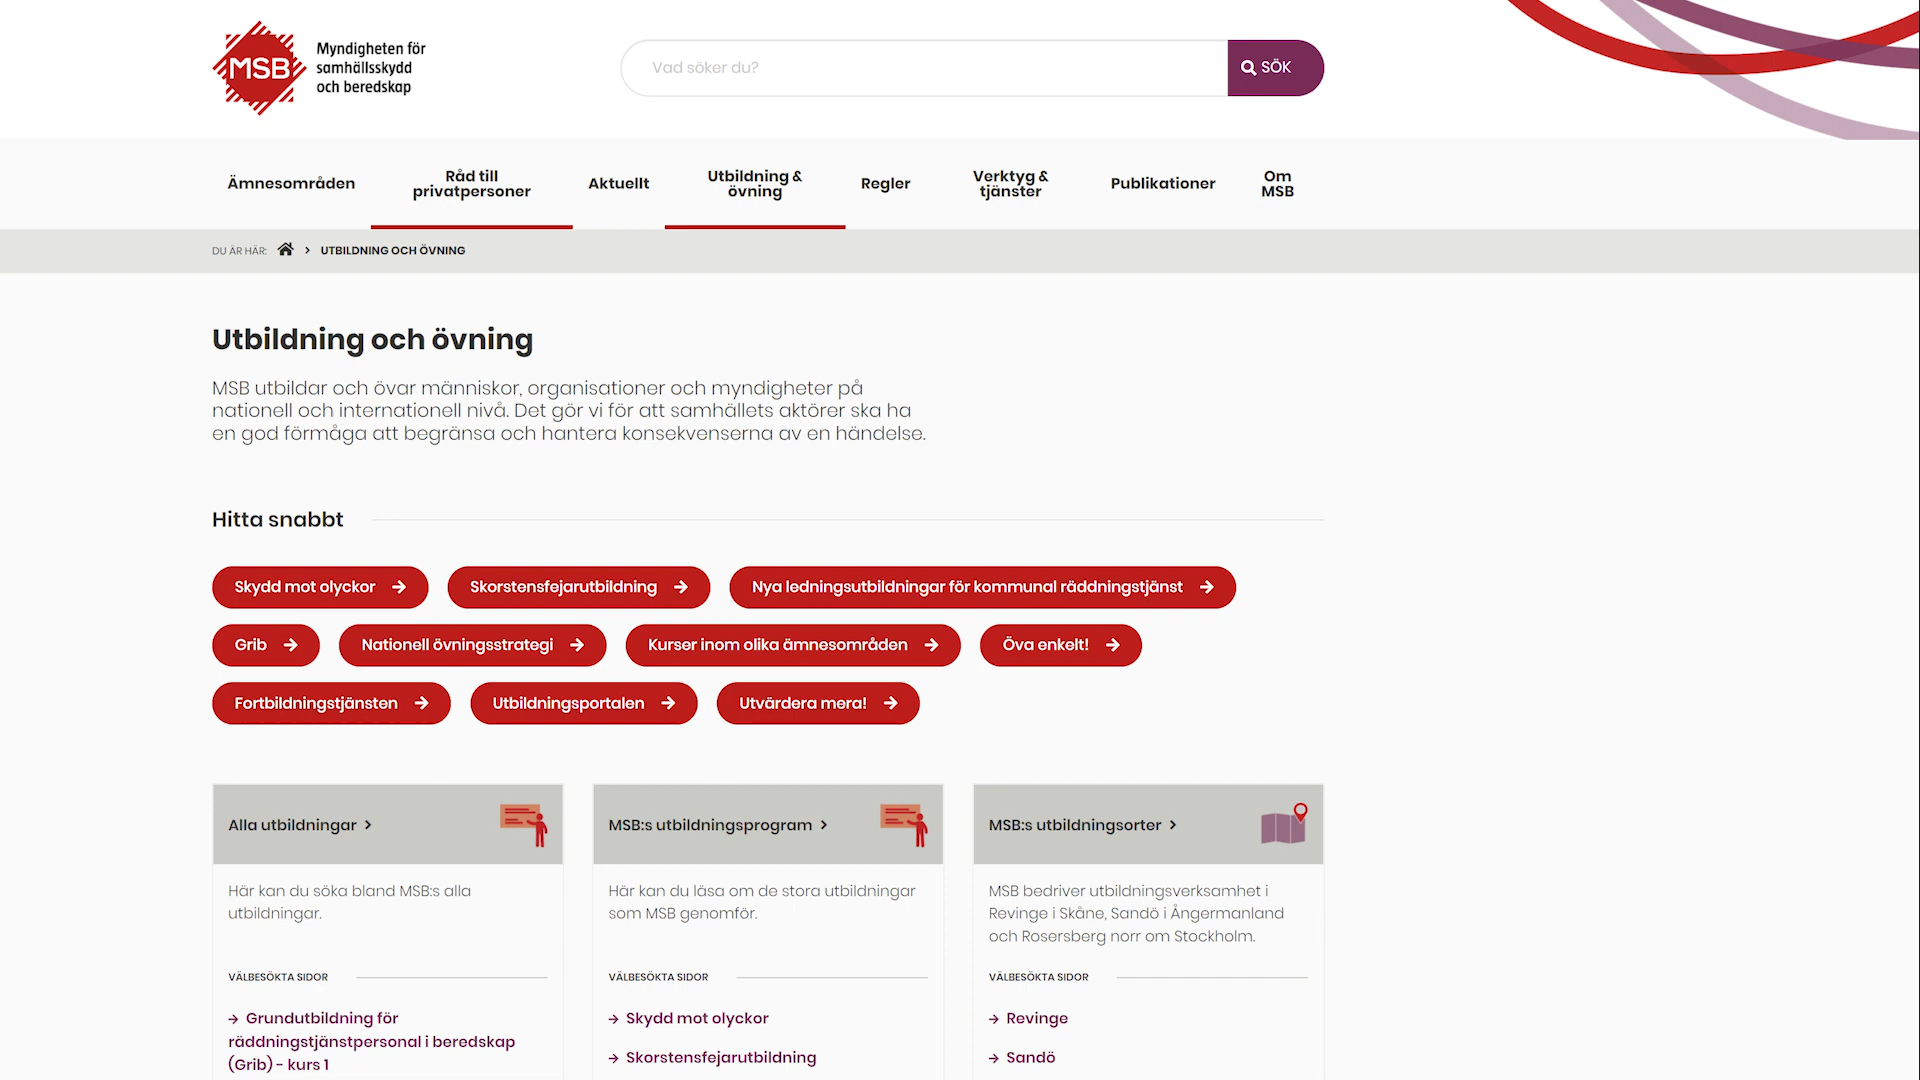 MSB
Myndigheten för
samhällsskydd
och beredskap
Vad söker du?
SÖK
Ämnesområden
Råd till
privatpersoner
Aktuellt
Utbildning &
övning
Regler
Verktyg &
tjänster
Publikationer
Om
MSB
DU ÄR HÄR:
UTBILDNING OCH ÖVNING
Utbildning och övning
MSB utbildar och övar människor, organisationer och myndigheter på
nationell och internationell nivå. Det gör vi för att samhällets aktörer ska ha
en god förmåga att begränsa och hantera konsekvenserna av en händelse.
Hitta snabbt
Skydd mot olyckor
Skorstensfejarutbildning
Nya ledningsutbildningar för kommunal räddningstjänst
Grib
Nationell övningsstrategi
Kurser inom olika ämnesområden
Öva enkelt!
Fortbildningstjänsten
Utbildningsportalen
Utvärdera mera!
Alla utbildningar
Här kan du söka bland MSB:s alla
utbildningar.
VÄLBESÖKTA SIDOR
Grundutbildning för
räddningstjänstpersonal i beredskap
(Grib) - kurs 1
MSB:s utbildningsprogram
Här kan du läsa om de stora utbildningar
som MSB genomför.
VÄLBESÖKTA SIDOR
Skydd mot olyckor
Skorstensfejarutbildning
MSB:s utbildningsorter
MSB bedriver utbildningsverksamhet i
Revinge i Skåne, Sandö i Ångermanland
och Rosersberg norr om Stockholm.
VÄLBESÖKTA SIDOR
Revinge
Sandö